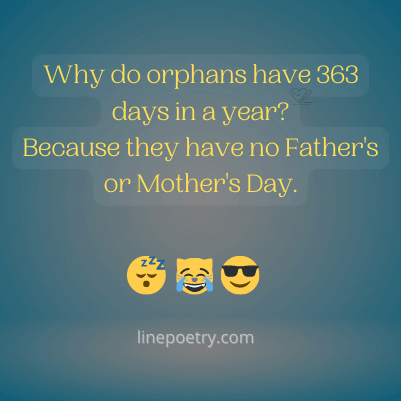 Why do orphans have 363
days in a year?
Because they have no Father's
or Mother's Day.
linepoetry.com